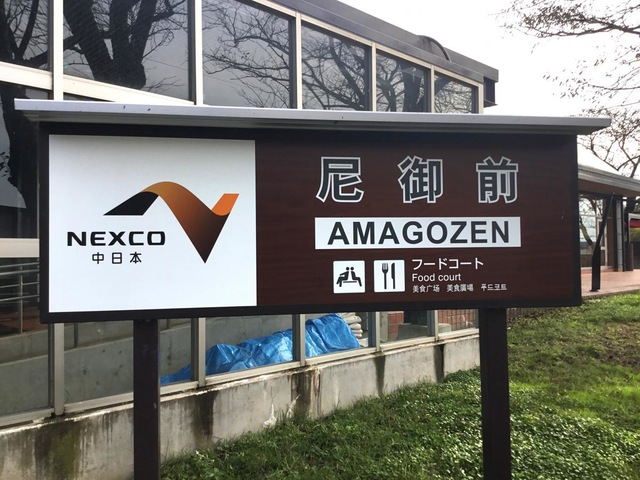 NEXCO
中日本
尼御前
AMAGOZEN
フードコート
Food court
美食广场 美食廣場 푸드코트